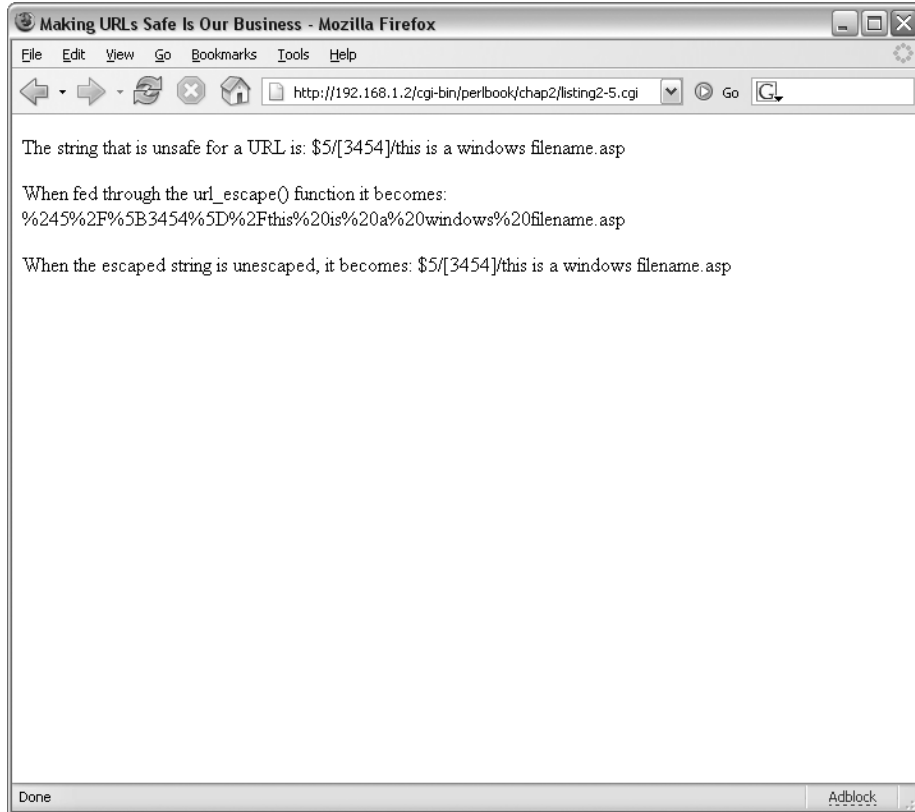 Making URLs Safe Is Our Business - Mozilla Firefox
File Edit View Go Bookmarks Tools Help
http://192.168.1.2/cgi-bin/perlbook/chap2/listing2-5.cgi Go G
The string that is unsafe for a URL is: $5/[3454]/this is a windows filename.asp
When fed through the url_escape() function it becomes:
%245%2F%5B3454%5D%2Fthis%20is%20a%20windows%20filename.asp
When the escaped string is unescaped, it becomes: $5/[3454]/this is a windows filename.asp
Done Adblock